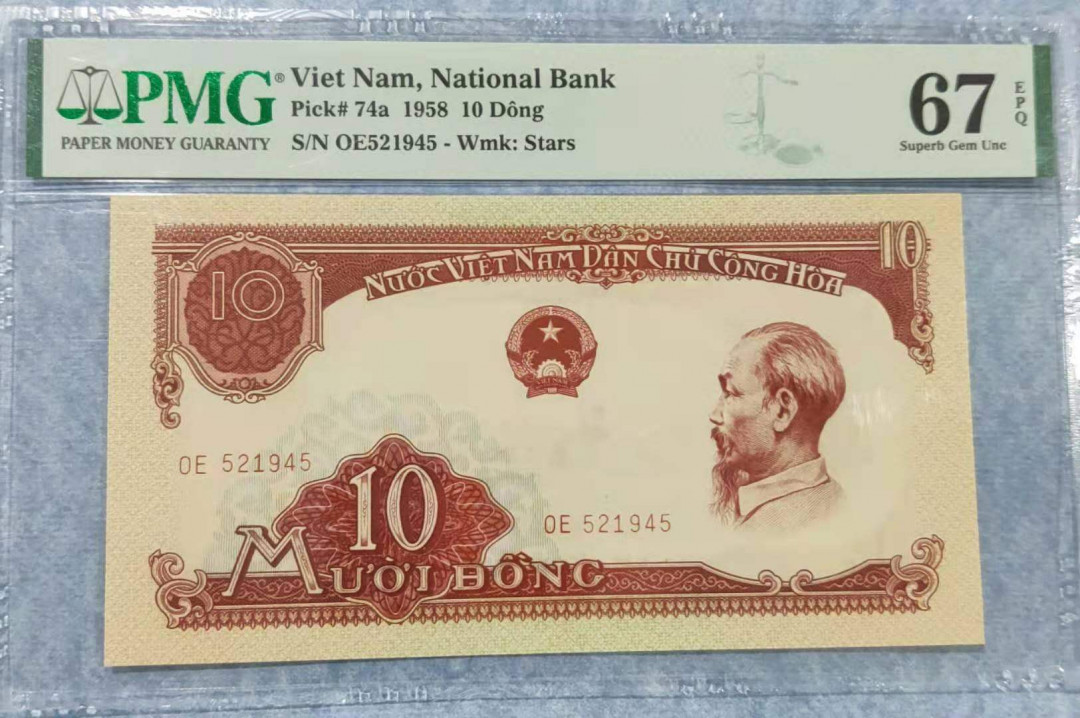 PMG®
PAPER MONEY GUARANTY
Viet Nam, National Bank
Pick# 74a 1958 10 Dông
S/N OE521945 - Wmk: Stars
67
EPQ
Superb Gem Unc
10
NƯỚC VIỆT NAM DÂN CHỦ CỘNG HÒA
10
OE 521945
10
OE 521945
MƯỜI ĐỒNG